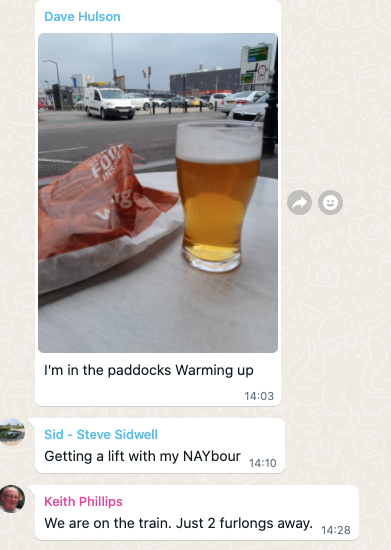 Dave Hulson
FOO
I'm in the paddocks Warming up
14:03
Sid - Steve Sidwell
Getting a lift with my NAYbour
14:10
Keith Phillips
We are on the train. Just 2 furlongs away.
14:28